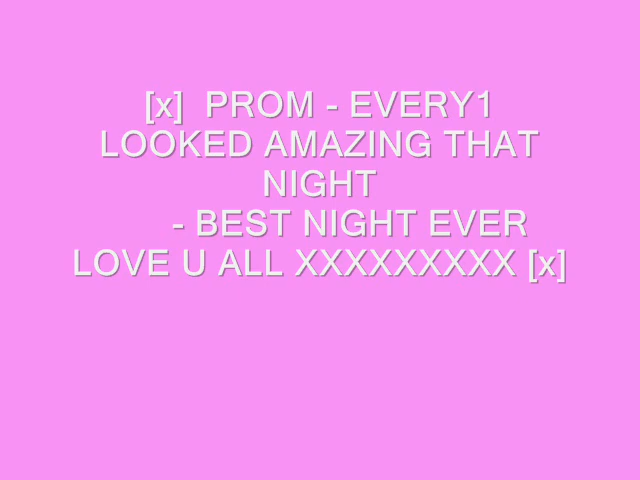 [x]  PROM - EVERY1
LOOKED AMAZING THAT
NIGHT
- BEST NIGHT EVER
LOVE U ALL XXXXXXXXX [x]